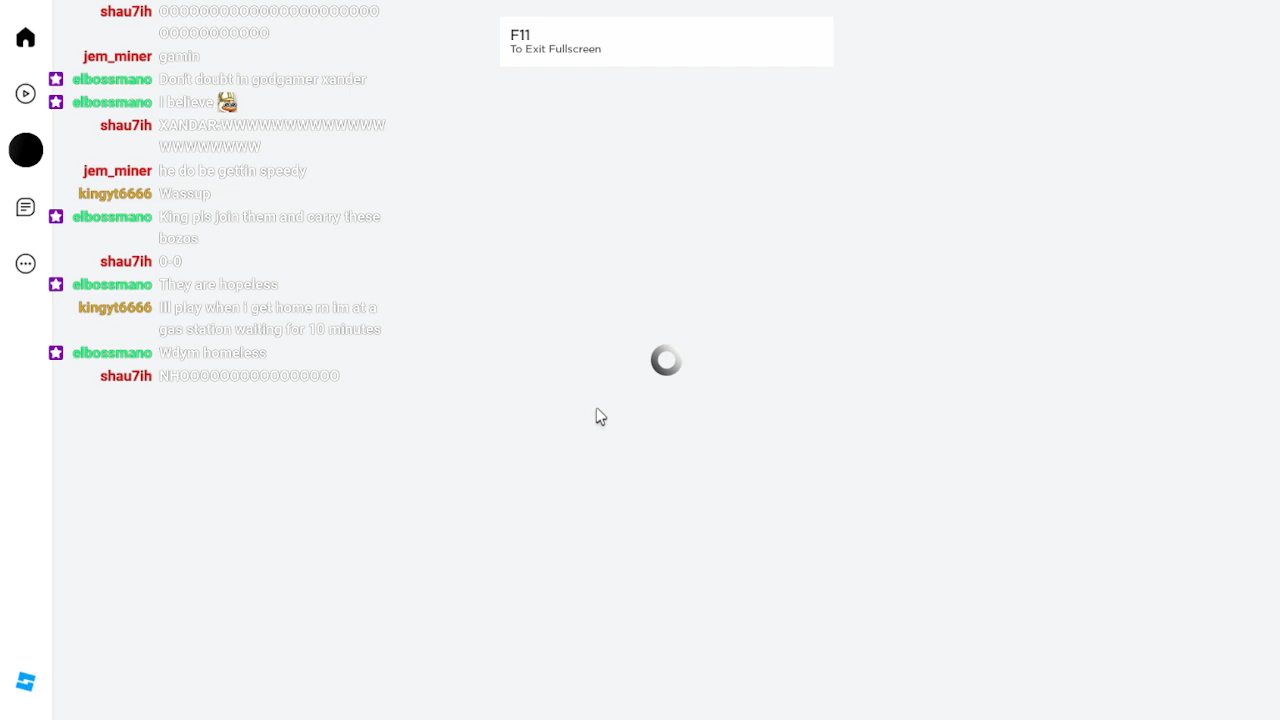 shau7ih OOOOOOOOOOOOOOOOOOOOOO
OOOOOOOOOOO
F11
To Exit Fullscreen
jem_miner gamin
elbossmano Don't doubt in godgamer xander
elbossmano I believe
shau7ih XANDAR:WWWWWWWWWWWWW
WWWWWWWW
jem_miner he do be gettin speedy
kingyt6666 Wassup
elbossmano King pls join them and carry these
bozos
shau7ih 0-0
elbossmano They are hopeless
kingyt6666 Ill play when i get home rn im at a
gas station waiting for 10 minutes
elbossmano Wdym homeless
shau7ih NHOOOOOOOOOOOOOOOO